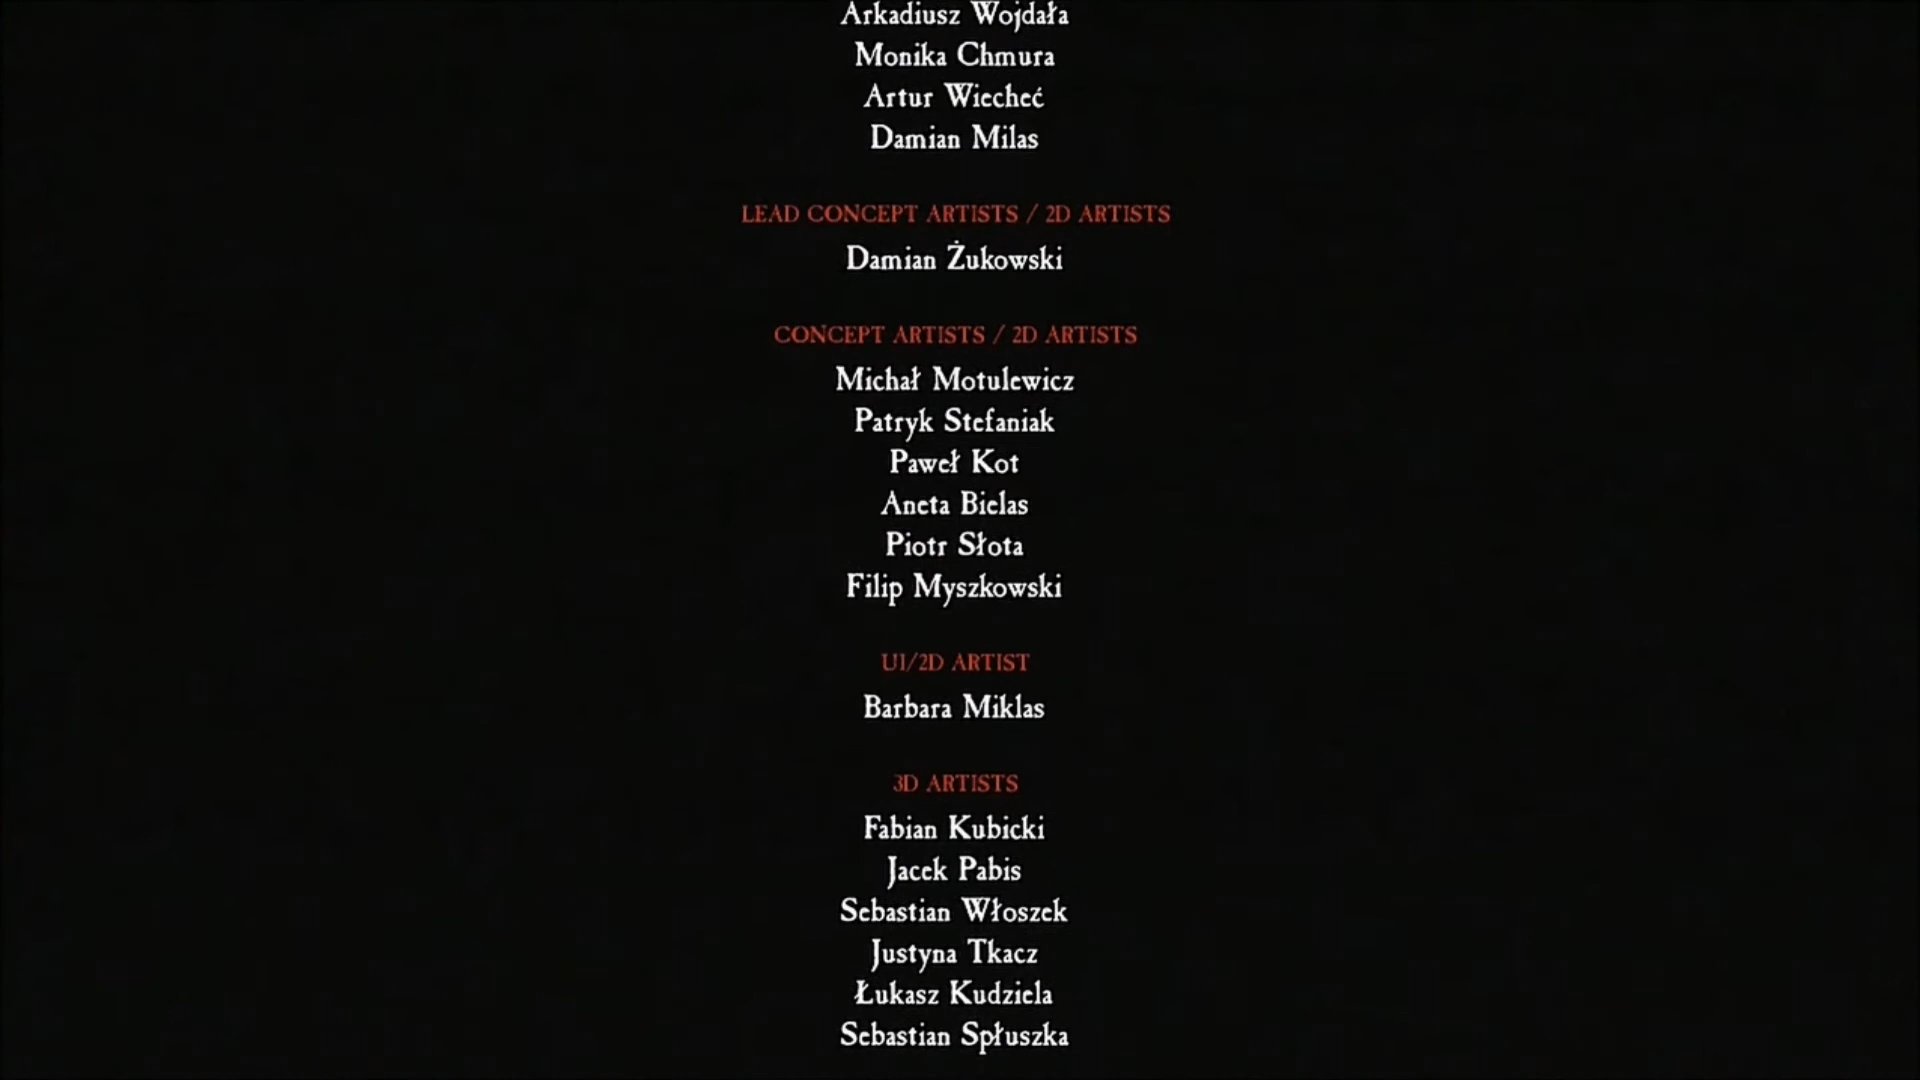 Arkadiusz Wojdała
Monika Chmura
Artur Wiecheć
Damian Milas
LEAD CONCEPT ARTISTS / 2D ARTISTS
Damian Żukowski
CONCEPT ARTISTS / 2D ARTISTS
Michał Motulewicz
Patryk Stefaniak
Paweł Kot
Aneta Bielas
Piotr Słota
Filip Myszkowski
UI/2D ARTIST
Barbara Miklas
3D ARTISTS
Fabian Kubicki
Jacek Pabis
Sebastian Włoszek
Justyna Tkacz
Łukasz Kudziela
Sebastian Spłuszka